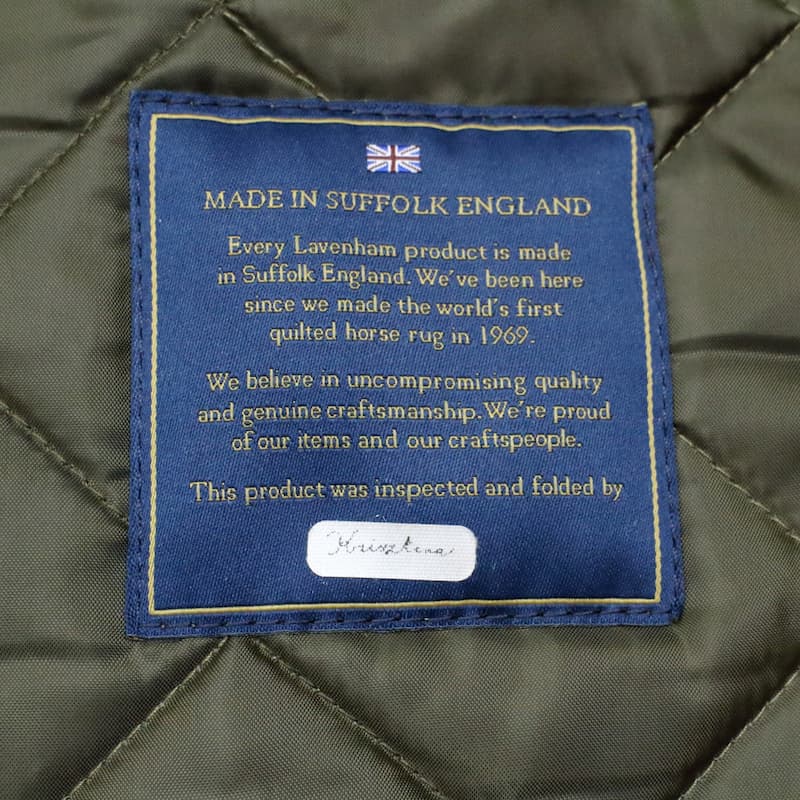 MADE IN SUFFOLK ENGLAND
Every Lavenham product is made
in Suffolk England. We've been here
since we made the world's first
quilted horse rug in 1969.
We believe in uncompromising quality
and genuine craftsmanship. We're proud
of our items and our craftspeople.
This product was inspected and folded by